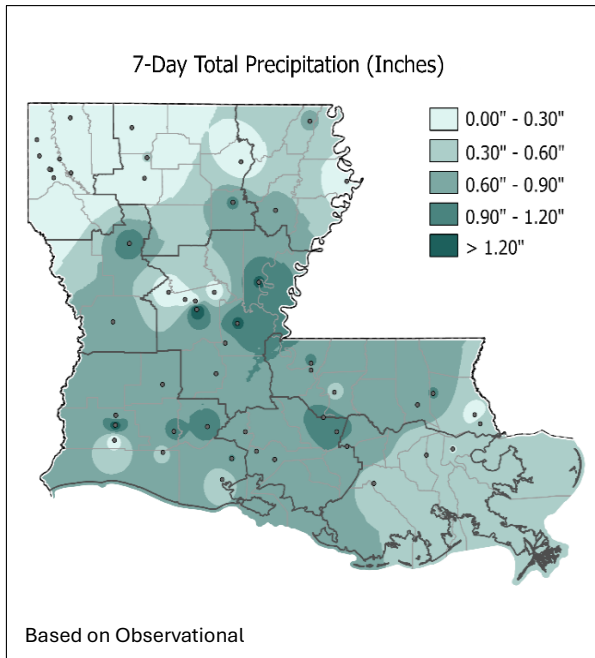 7-Day Total Precipitation (Inches)
0.00" - 0.30"
0.30" - 0.60"
0.60" - 0.90"
0.90" - 1.20"
> 1.20"
Based on Observational